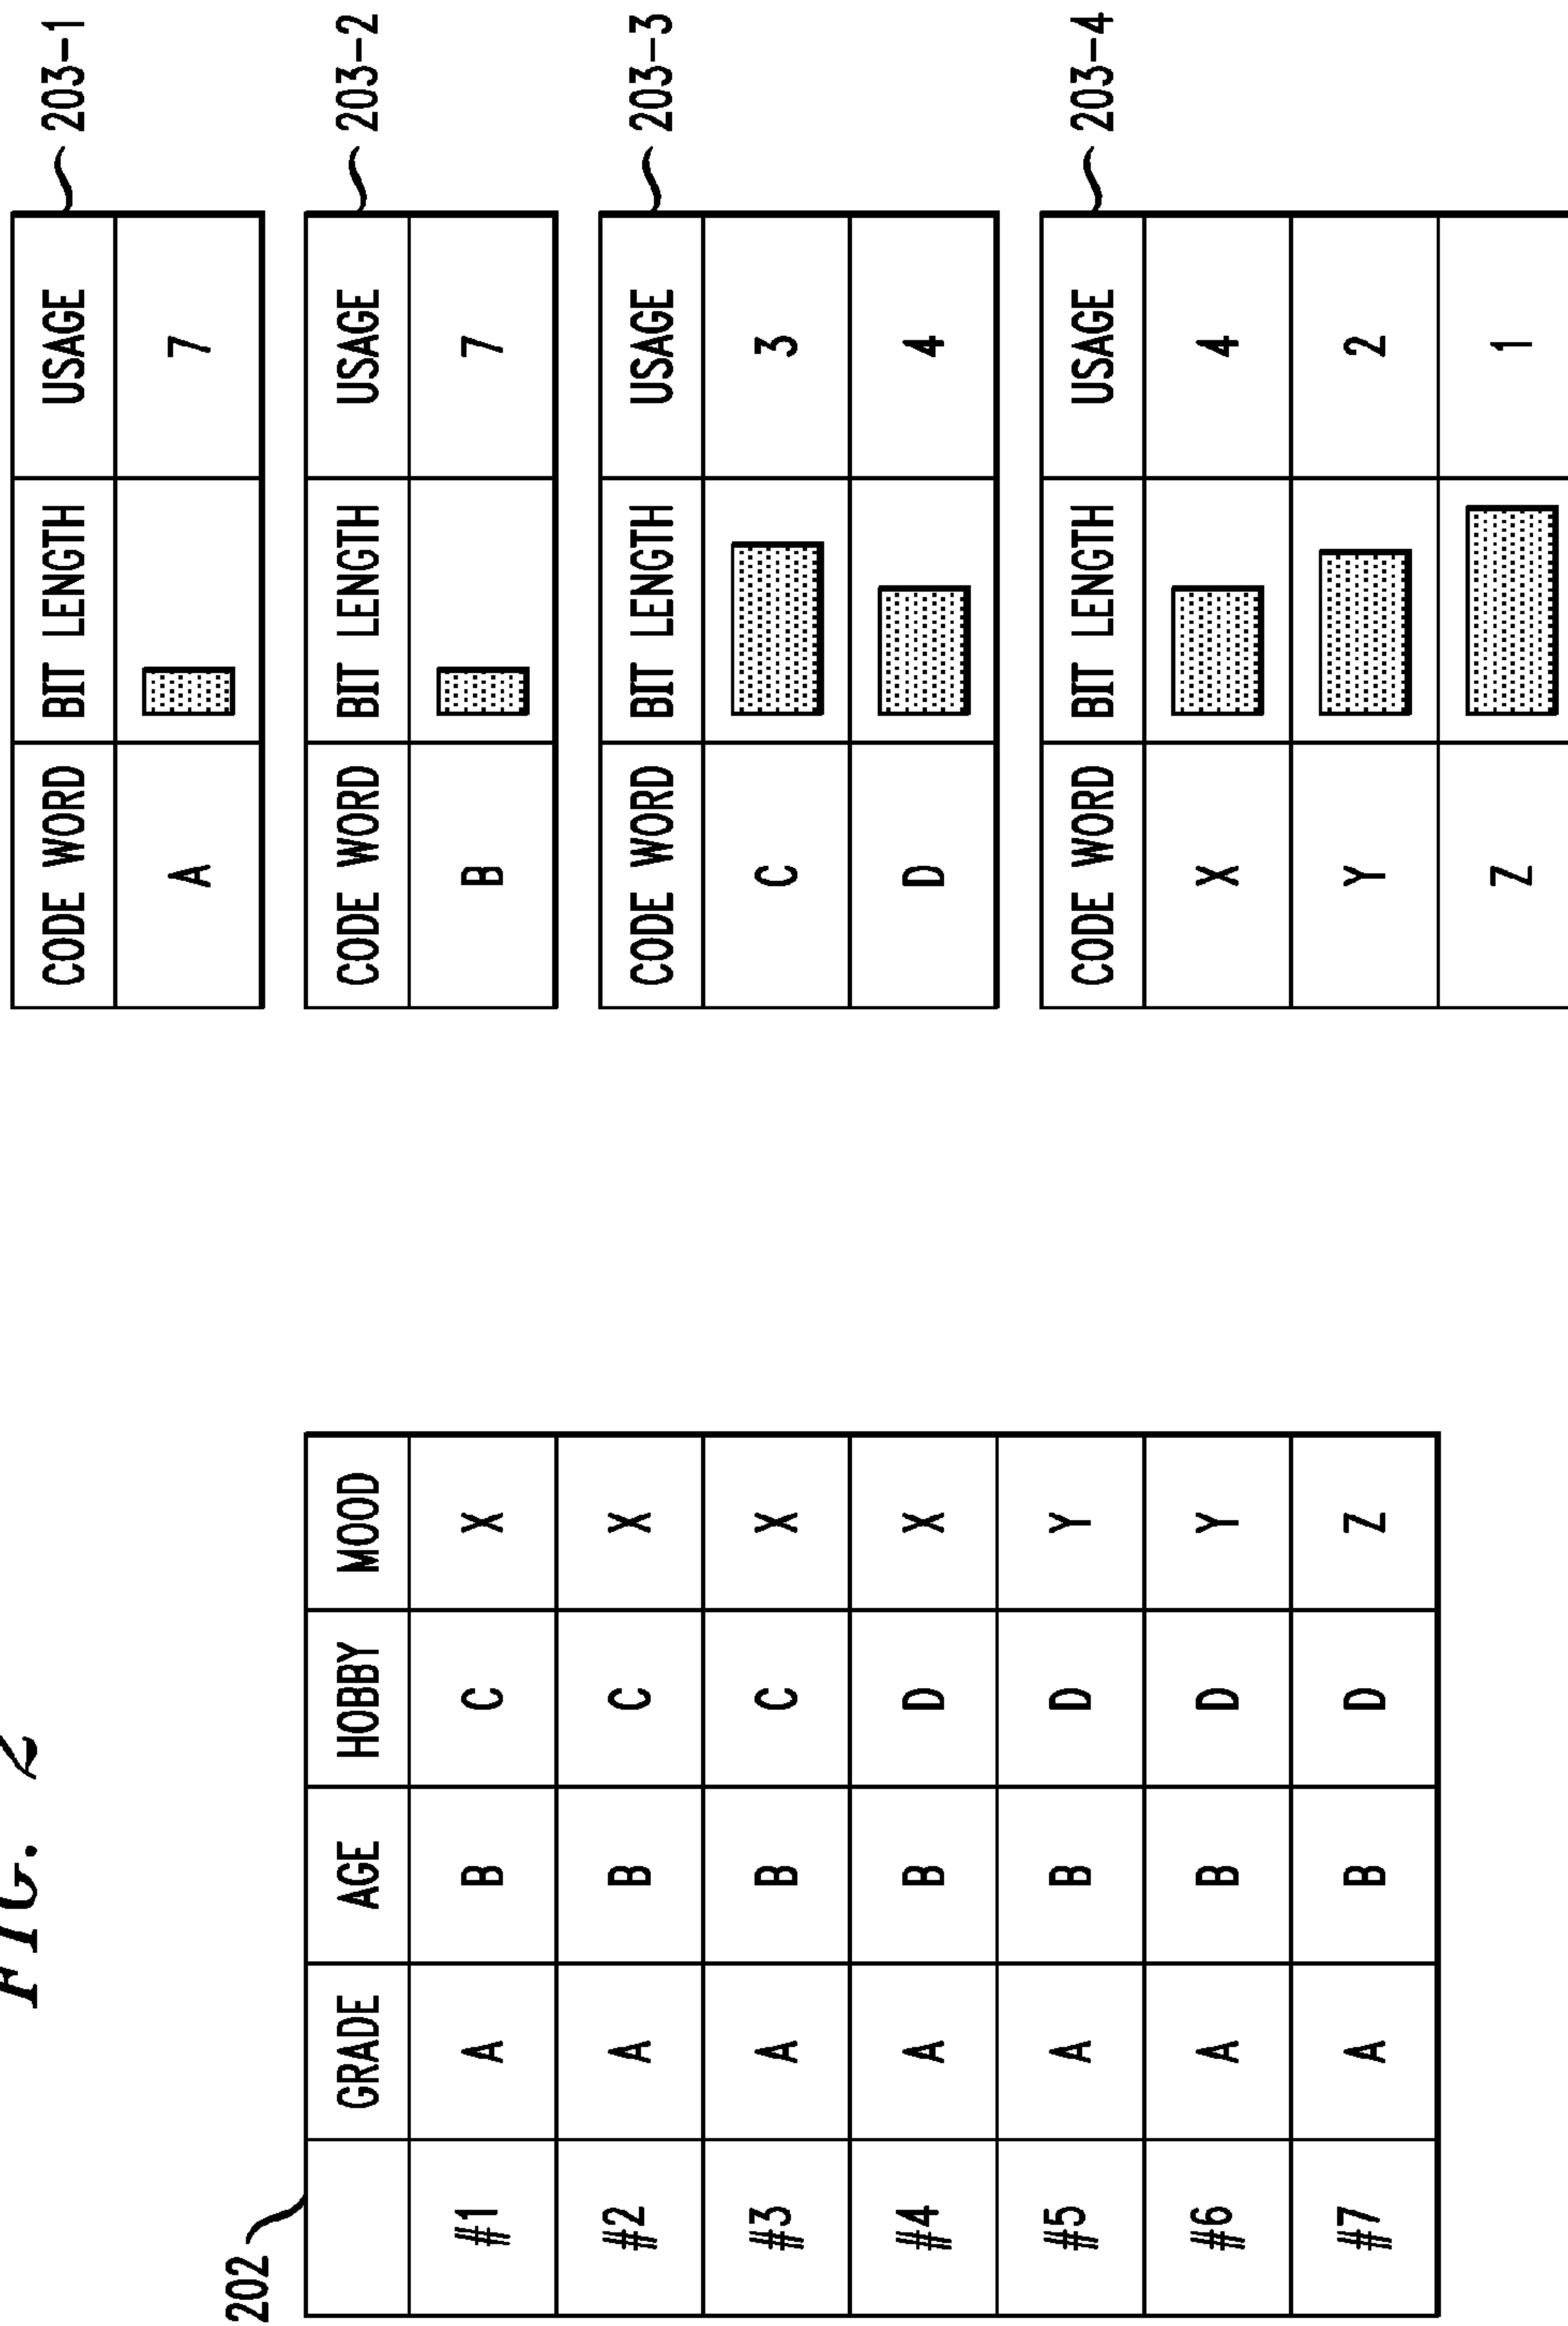 FIG. 2
202
GRADE AGE HOBBY MOOD
#1 A B C X
#2 A B C X
#3 A B C X
#4 A B D X
#5 A B D Y
#6 A B D Y
#7 A B D Z
203-1
CODE WORD BIT LENGTH USAGE
A 7
203-2
CODE WORD BIT LENGTH USAGE
B 7
203-3
CODE WORD BIT LENGTH USAGE
C 3
D 4
203-4
CODE WORD BIT LENGTH USAGE
X 4
Y 2
Z 1